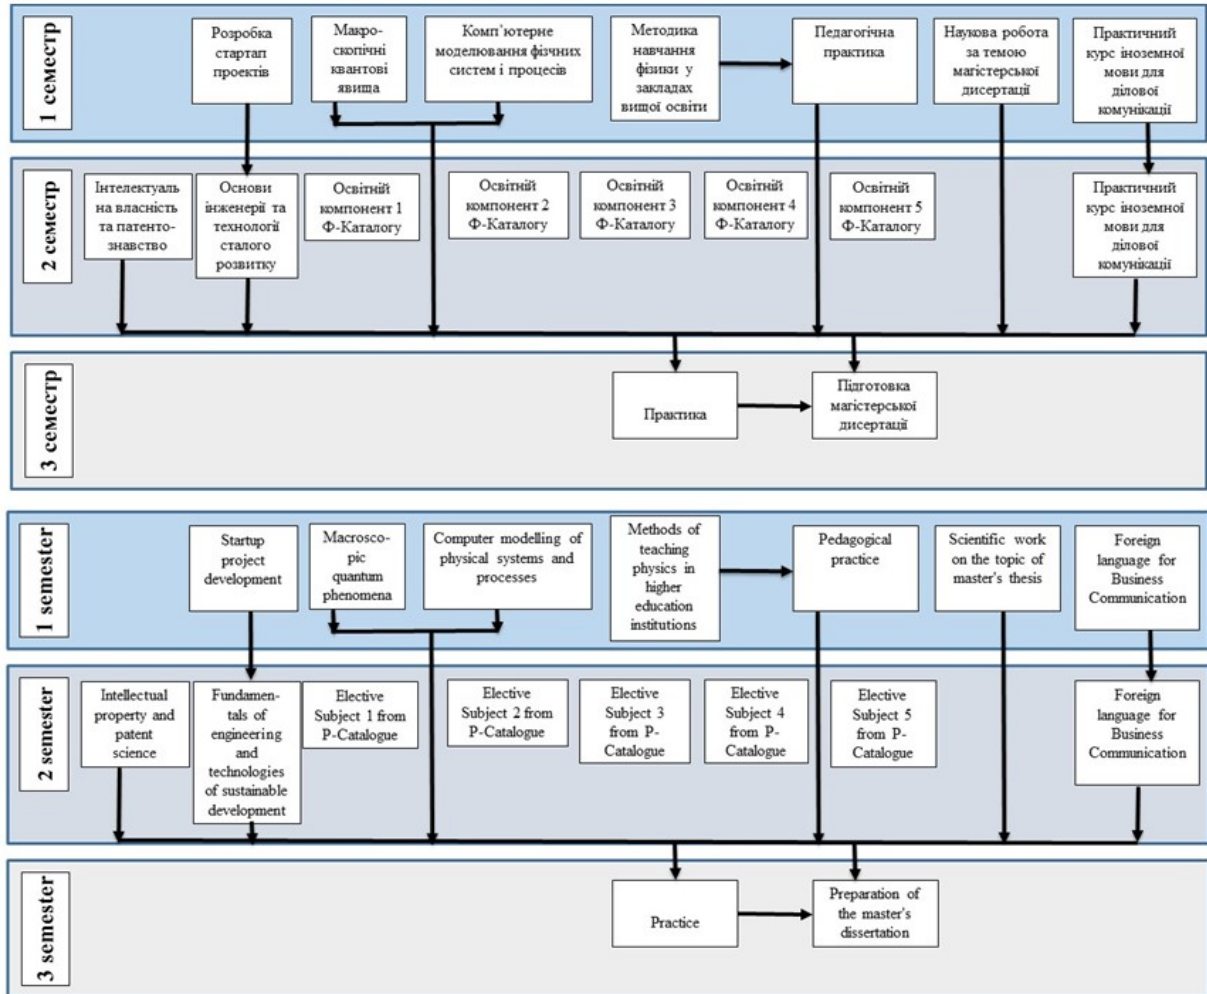 1 семестр
Розробка
стартап
проектів
Макро-
скопічні
квантові
явища
Комп’ютерне
моделювання фізчних
систем і процесів
Методика
навчання
фізики у
закладах
вищої освіти
Педагогічна
практика
Наукова робота
за темою
магістерської
дисертації
Практичний
курс іноземної
мови для
ділової
комунікації
2 семестр
Інтелектуаль
на власність
та патенто-
знавство
Основи
інженерії та
технології
сталого
розвитку
Освітній
компонент 1
Ф-Каталогу
Освітній
компонент 2
Ф-Каталогу
Освітній
компонент 3
Ф-Каталогу
Освітній
компонент 4
Ф-Каталогу
Освітній
компонент 5
Ф-Каталогу
Практичний
курс іноземної
мови для
ділової
комунікації
3 семестр
Практика
Підготовка
магістерської
дисертації
1 semester
Startup
project
development
Macrosco-
pic
quantum
phenomena
Computer modelling of
physical systems and
processes
Methods of
teaching
physics in
higher
education
institutions
Pedagogical
practice
Scientific work
on the topic of
master's thesis
Foreign
language for
Business
Communication
2 semester
Intellectual
property and
patent
science
Fundamen-
tals of
engineering
and
technologies
of sustainable
development
Elective
Subject 1 from
P-Catalogue
Elective
Subject 2 from
P-Catalogue
Elective
Subject 3
from P-
Catalogue
Elective
Subject 4
from P-
Catalogue
Elective
Subject 5
from P-
Catalogue
Foreign
language for
Business
Communication
3 semester
Practice
Preparation of
the master's
dissertation